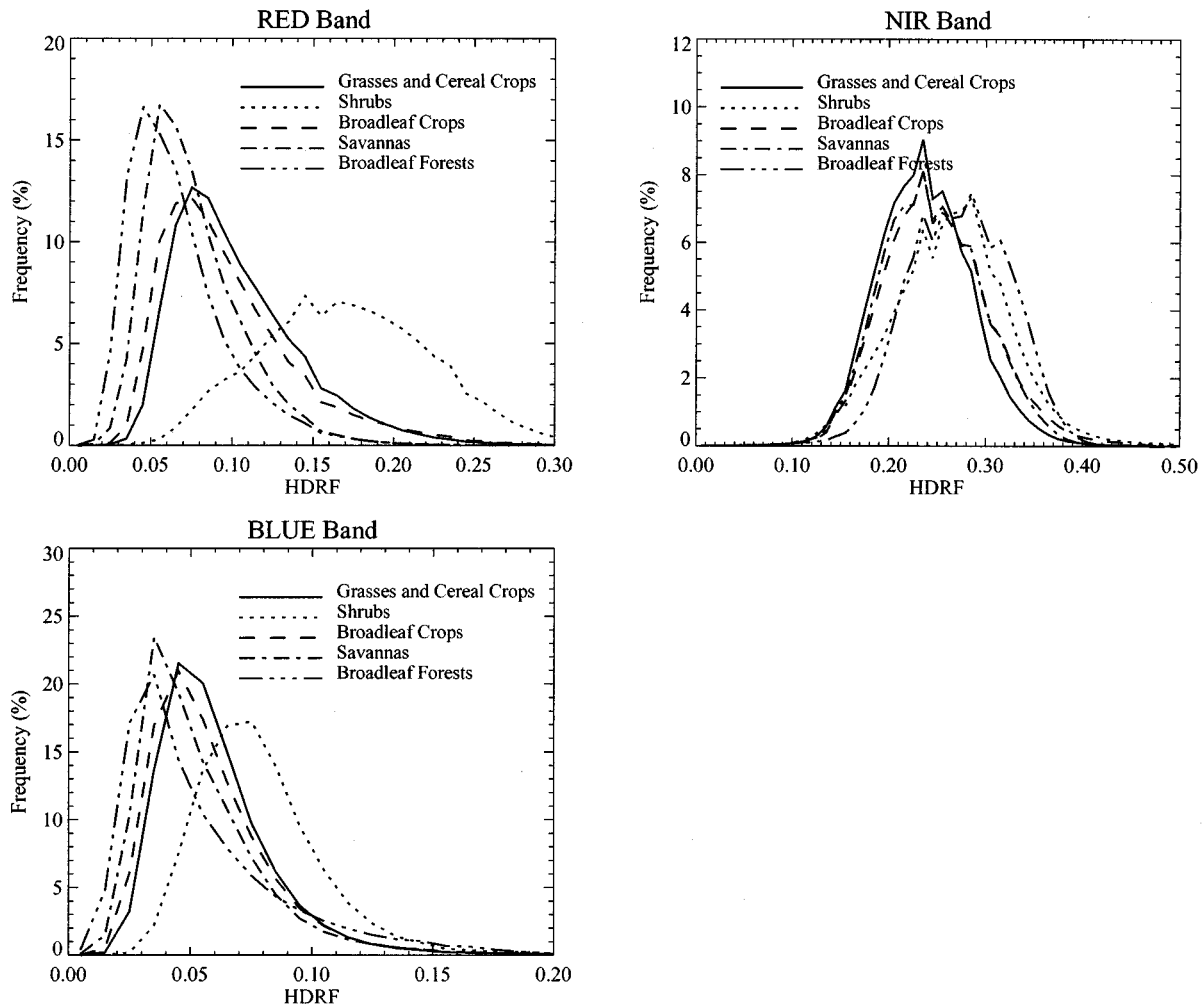 RED Band
20
15
10
5
0
Frequency (%)
Grasses and Cereal Crops
Shrubs
Broadleaf Crops
Savannas
Broadleaf Forests
0.00 0.05 0.10 0.15 0.20 0.25 0.30
HDRF
NIR Band
12
10
8
6
4
2
0
Frequency (%)
Grasses and Cereal Crops
Shrubs
Broadleaf Crops
Savannas
Broadleaf Forests
0.00 0.10 0.20 0.30 0.40 0.50
HDRF
BLUE Band
30
25
20
15
10
5
0
Frequency (%)
Grasses and Cereal Crops
Shrubs
Broadleaf Crops
Savannas
Broadleaf Forests
0.00 0.05 0.10 0.15 0.20
HDRF